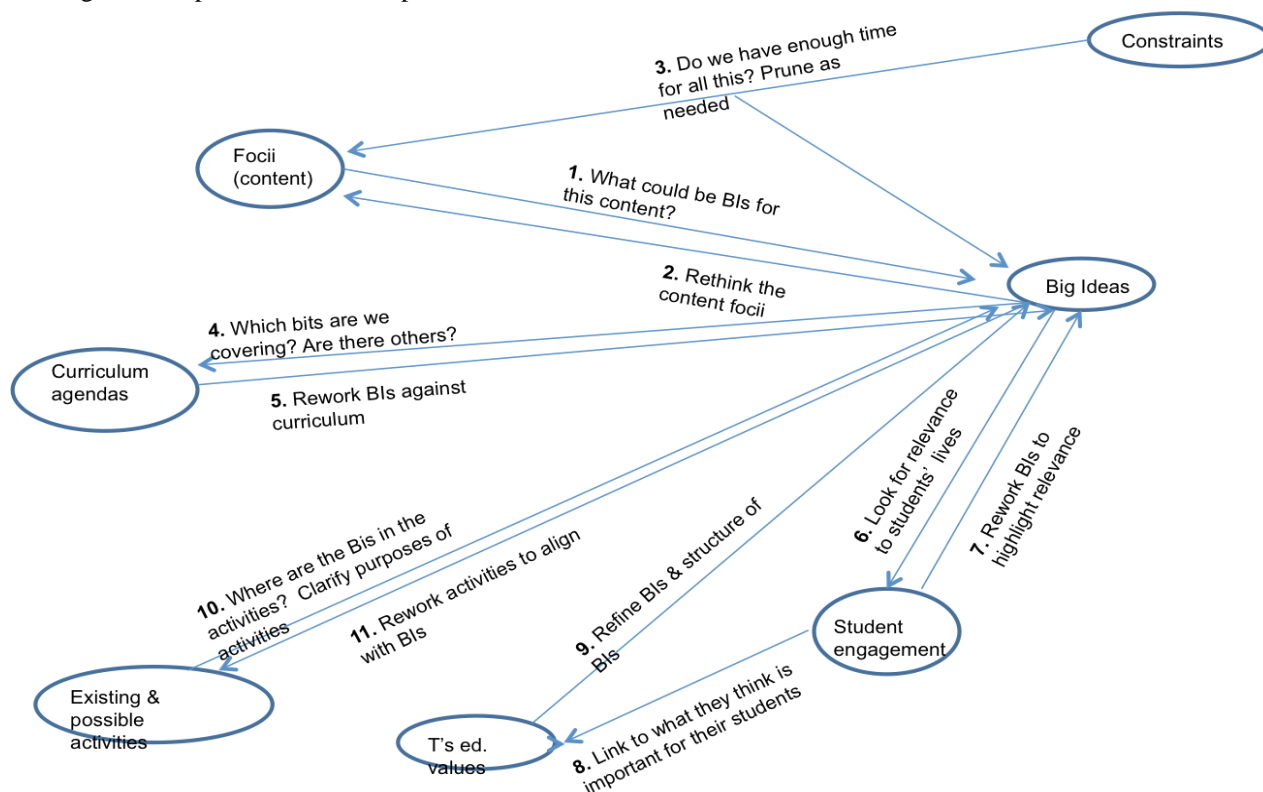 3. Do we have enough time
for all this? Prune as
needed
Constraints
Focii
(content)
1. What could be BIs for
this content?
2. Rethink the
content focii
Big Ideas
4. Which bits are we
covering? Are there others?
Curriculum
agendas
5. Rework BIs against
curriculum
6. Look for relevance
to students' lives
7. Rework BIs to
highlight relevance
10. Where are the Bis in the
activities? Clarify purposes of
activities
11. Rework activities to align
with BIs
9. Refine BIs & structure of
BIs
Student
engagement
Existing &
possible
activities
T's ed.
values
8. Link to what they think is
important for their students